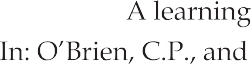 A learning
In: O’Brien, C.P., and